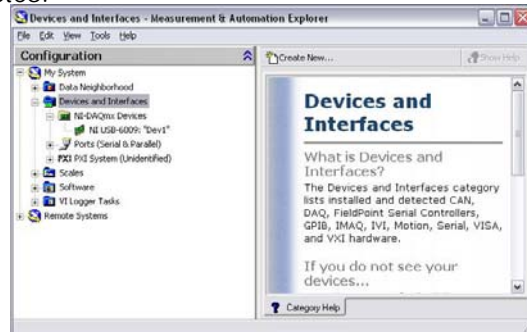 Devices and Interfaces - Measurement & Automation Explorer
File Edit View Tools Help
Configuration
My System
Data Neighborhood
Devices and Interfaces
NI-DAQmx Devices
NI USB-6009: "Dev1"
Ports (Serial & Parallel)
PXI PXI System (Unidentified)
Scales
Software
VI Logger Tasks
Remote Systems
Create New...
Show Help
Devices and
Interfaces
What is Devices and
Interfaces?
The Devices and Interfaces category
lists installed and detected CAN,
DAQ, FieldPoint Serial Controllers,
GPIB, IMAQ, IVI, Motion, Serial, VISA,
and VXI hardware.
If you do not see your
devices...
Category Help